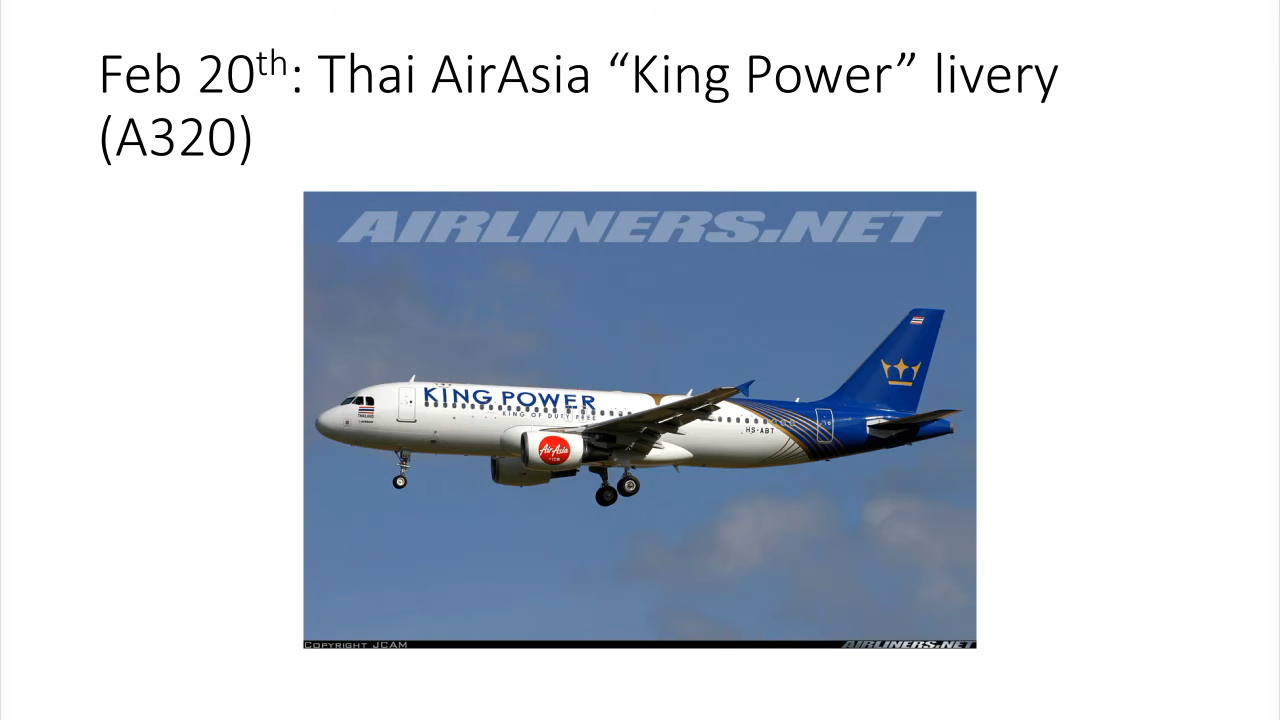 Feb 20th: Thai AirAsia “King Power” livery
(A320)
AIRLINERS.NET
KING POWER
KING OF DUTY FREE
THAILAND
AirAsia
HS-ABT
COPYRIGHT JCAM
AIRLINERS.NET